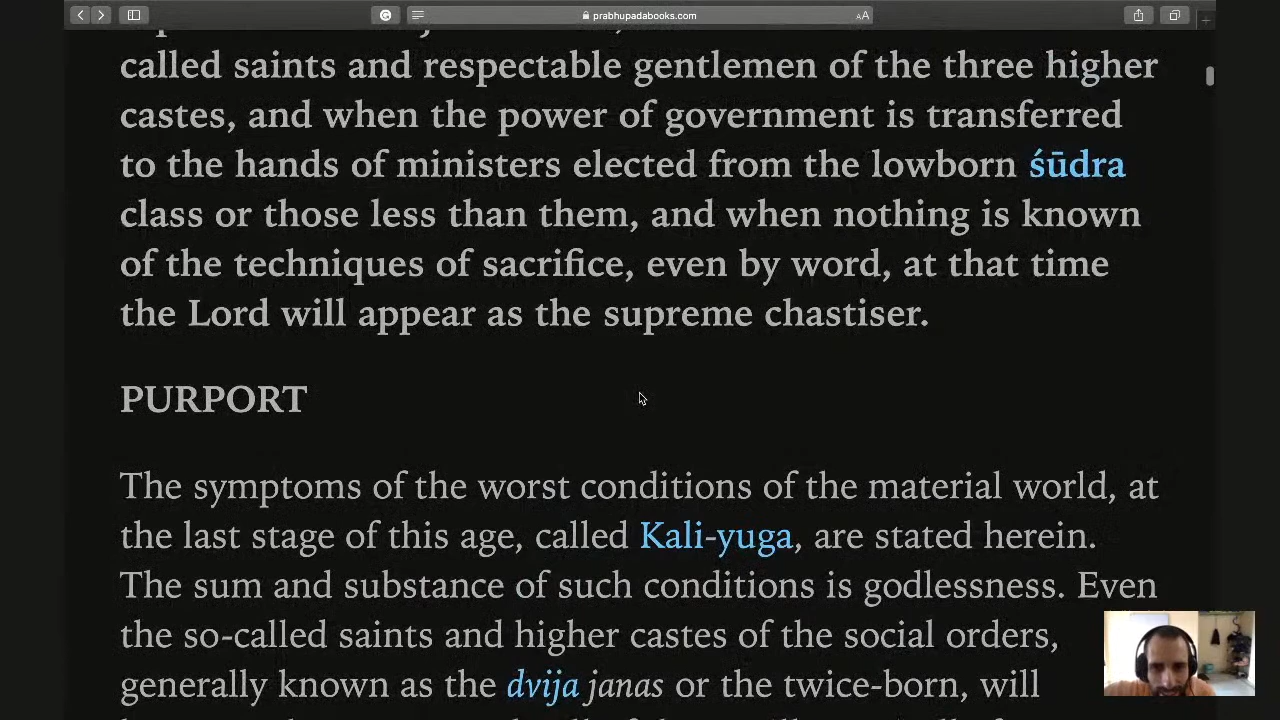 prabhupadabooks.com
called saints and respectable gentlemen of the three higher
castes, and when the power of government is transferred
to the hands of ministers elected from the lowborn śūdra
class or those less than them, and when nothing is known
of the techniques of sacrifice, even by word, at that time
the Lord will appear as the supreme chastiser.
PURPORT
The symptoms of the worst conditions of the material world, at
the last stage of this age, called Kali-yuga, are stated herein.
The sum and substance of such conditions is godlessness. Even
the so-called saints and higher castes of the social orders,
generally known as the dvija janas or the twice-born, will